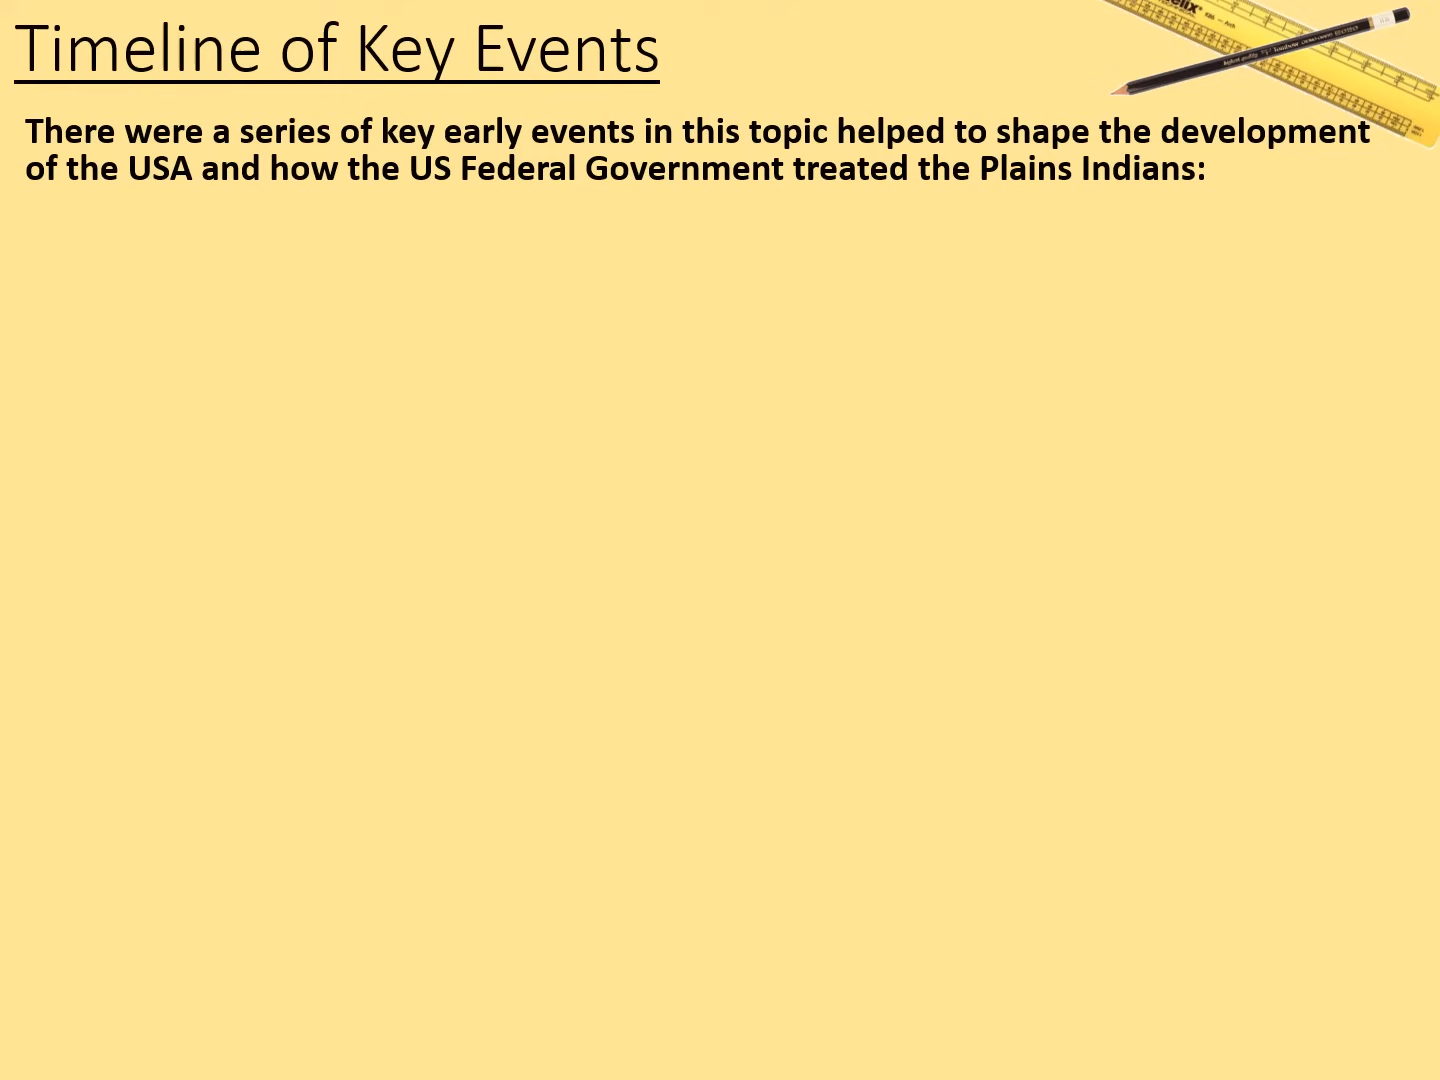 Timeline of Key Events
There were a series of key early events in this topic helped to shape the development
of the USA and how the US Federal Government treated the Plains Indians: